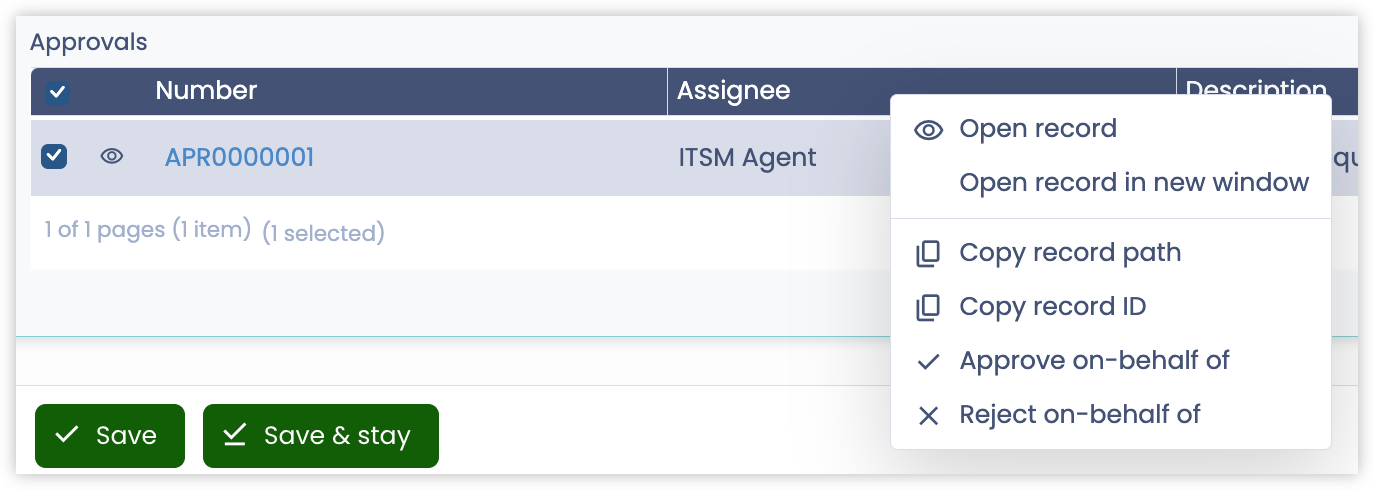 Approvals
Number Assignee Description
APR0000001 ITSM Agent
1 of 1 pages (1 item) (1 selected)
Open record
Open record in new window
Copy record path
Copy record ID
Approve on-behalf of
Reject on-behalf of
Save Save & stay